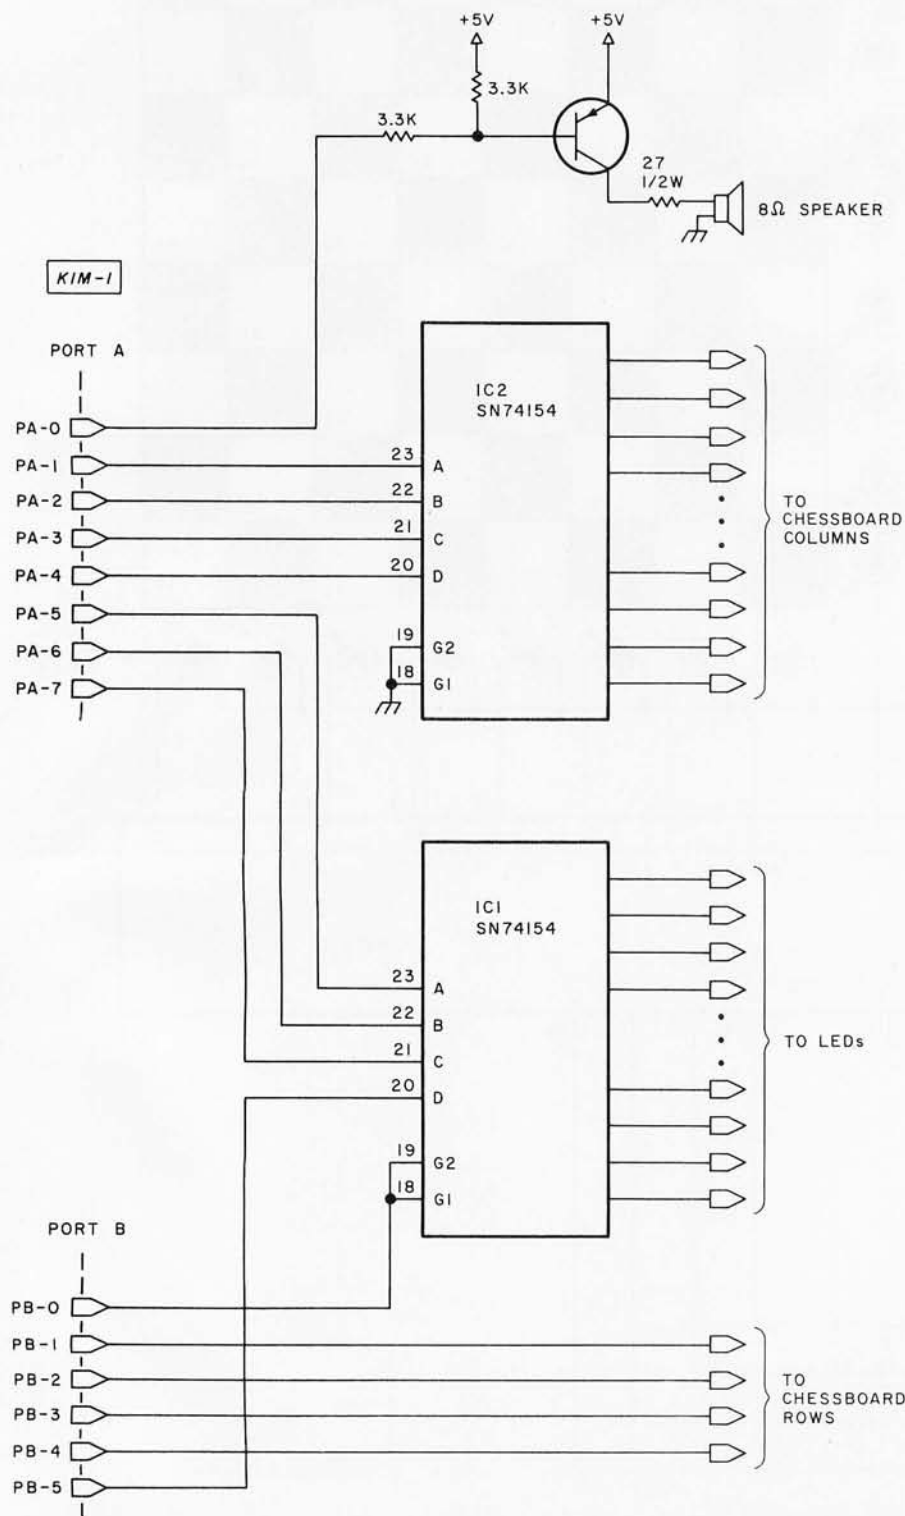 +5V
+5V
3.3K
3.3K
27
1/2W
8Ω SPEAKER
KIM-1
PORT A
IC2
SN74154
PA-0
PA-1
23
A
PA-2
22
B
PA-3
21
C
PA-4
20
D
PA-5
PA-6
19
G2
PA-7
18
G1
TO
CHESSBOARD
COLUMNS
IC1
SN74154
23
A
22
B
21
C
20
D
19
G2
18
G1
TO LEDs
PORT B
PB-0
PB-1
PB-2
PB-3
PB-4
PB-5
TO
CHESSBOARD
ROWS